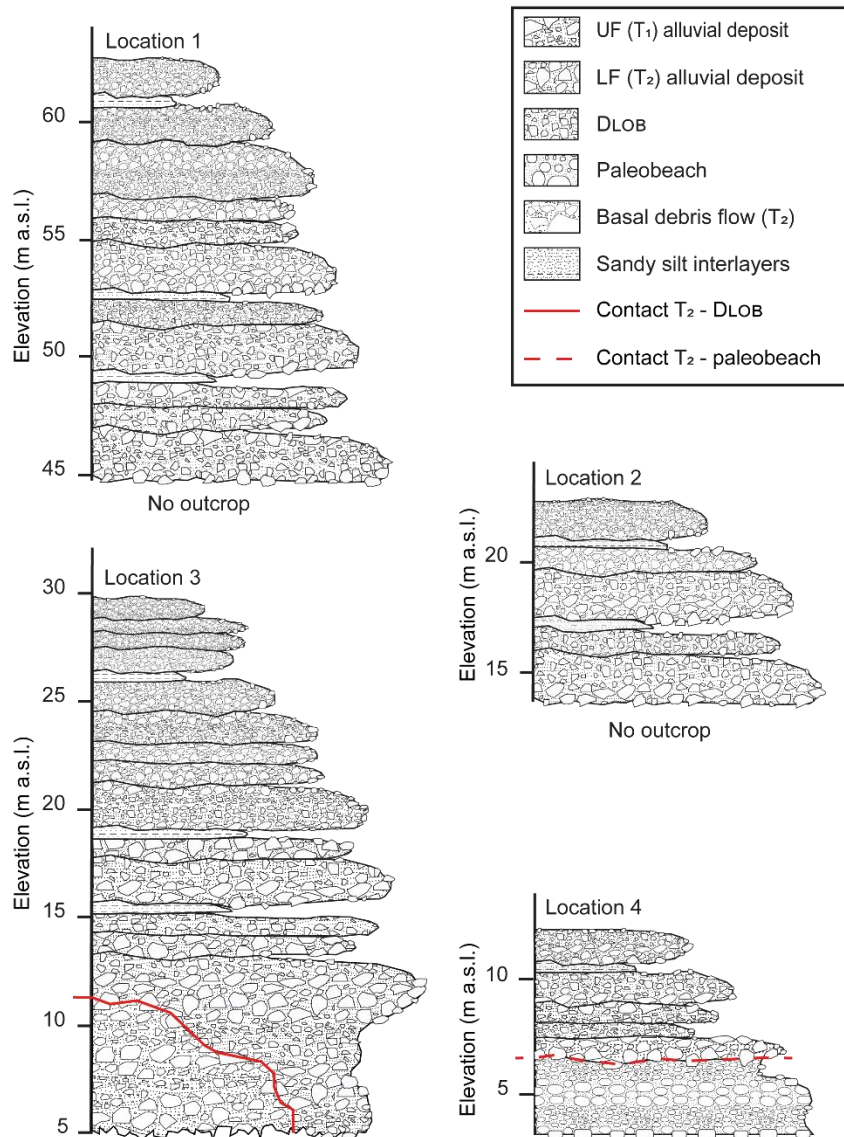 Location 1
Elevation (m a.s.l.)
60
55
50
45
No outcrop
UF (T₁) alluvial deposit
LF (T₂) alluvial deposit
DLOB
Paleobeach
Basal debris flow (T₂)
Sandy silt interlayers
Contact T₂ - DLOB
Contact T₂ - paleobeach
Location 2
Elevation (m a.s.l.)
20
15
No outcrop
Location 3
Elevation (m a.s.l.)
30
25
20
15
10
5
Location 4
Elevation (m a.s.l.)
10
5